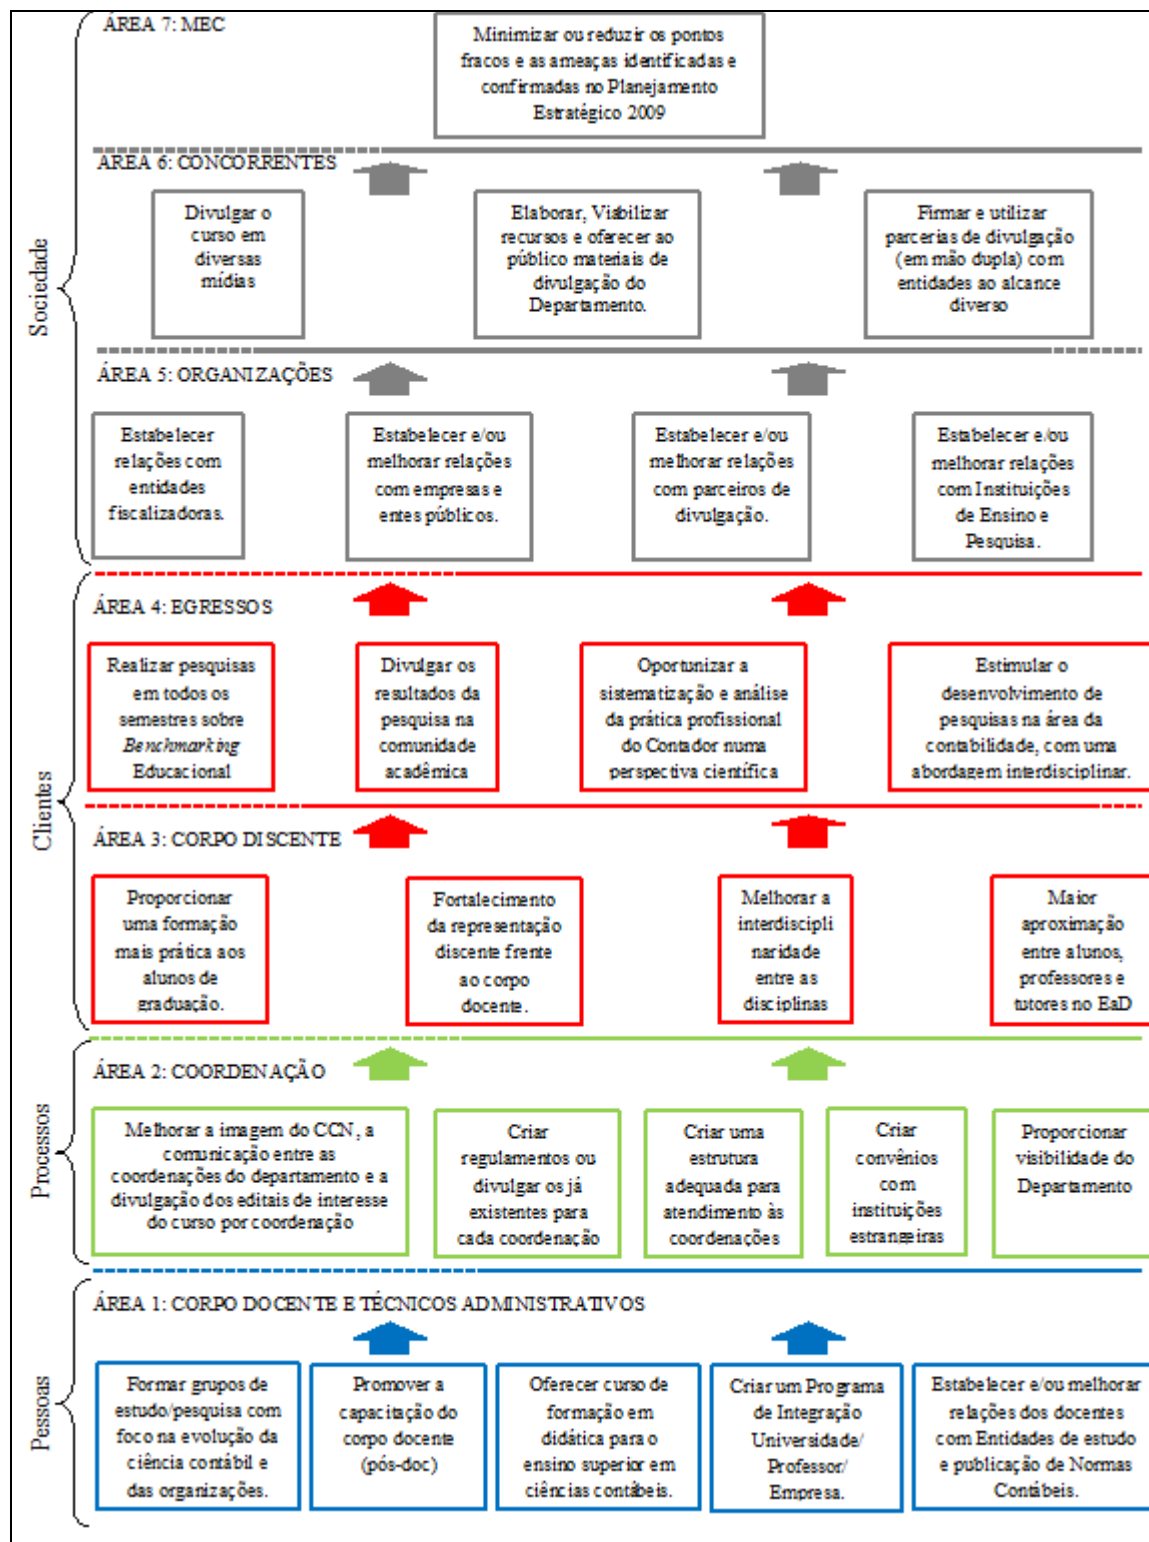 ÁREA 7: MEC
Minimizar ou reduzir os pontos
fracos e as ameaças identificadas e
confirmadas no Planejamento
Estratégico 2009
Sociedade
ÁREA 6: CONCORRENTES
Divulgar o
curso em
diversas
mídias
Elaborar, Viabilizar
recursos e oferecer ao
público materiais de
divulgação do
Departamento.
Firmar e utilizar
parcerias de divulgação
(em mão dupla) com
entidades ao alcance
diverso
ÁREA 5: ORGANIZAÇÕES
Estabelecer
relações com
entidades
fiscalizadoras.
Estabelecer e/ou
melhorar relações
com empresas e
entes públicos.
Estabelecer e/ou
melhorar relações
com parceiros de
divulgação.
Estabelecer e/ou
melhorar relações
com Instituições
de Ensino e
Pesquisa.
Clientes
ÁREA 4: EGRESSOS
Realizar pesquisas
em todos os
semestres sobre
Benchmarking
Educacional
Divulgar os
resultados da
pesquisa na
comunidade
acadêmica
Oportunizar a
sistematização e análise
da prática profissional
do Contador numa
perspectiva científica
Estimular o
desenvolvimento de
pesquisas na área da
contabilidade, com uma
abordagem interdisciplinar.
ÁREA 3: CORPO DISCENTE
Proporcionar
uma formação
mais prática aos
alunos de
graduação.
Fortalecimento
da representação
discente frente
ao corpo
docente.
Melhorar a
interdiscipli
naridade
entre as
disciplinas
Maior
aproximação
entre alunos,
professores e
tutores no EaD
Processos
ÁREA 2: COORDENAÇÃO
Melhorar a imagem do CCN, a
comunicação entre as
coordenações do departamento e a
divulgação dos editais de interesse
do curso por coordenação
Criar
regulamentos ou
divulgar os já
existentes para
cada coordenação
Criar uma
estrutura
adequada para
atendimento às
coordenações
Criar
convênios
com
instituições
estrangeiras
Proporcionar
visibilidade do
Departamento
Pessoas
ÁREA 1: CORPO DOCENTE E TÉCNICOS ADMINISTRATIVOS
Formar grupos de
estudo/pesquisa com
foco na evolução da
ciência contábil e
das organizações.
Promover a
capacitação do
corpo docente
(pós-doc)
Oferecer curso de
formação em
didática para o
ensino superior em
ciências contábeis.
Criar um Programa
de Integração
Universidade/
Professor/
Empresa.
Estabelecer e/ou melhorar
relações dos docentes
com Entidades de estudo
e publicação de Normas
Contábeis.